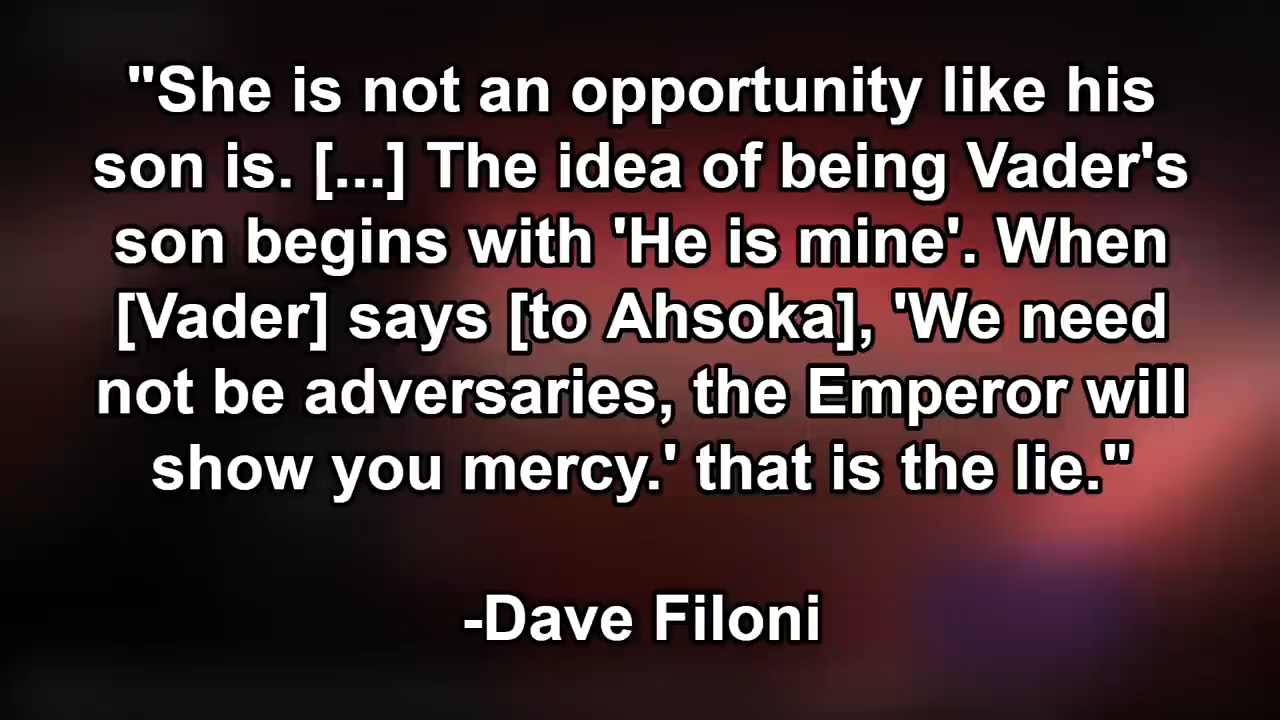 "She is not an opportunity like his
son is. [...] The idea of being Vader's
son begins with 'He is mine'. When
[Vader] says [to Ahsoka], 'We need
not be adversaries, the Emperor will
show you mercy.' that is the lie."
-Dave Filoni